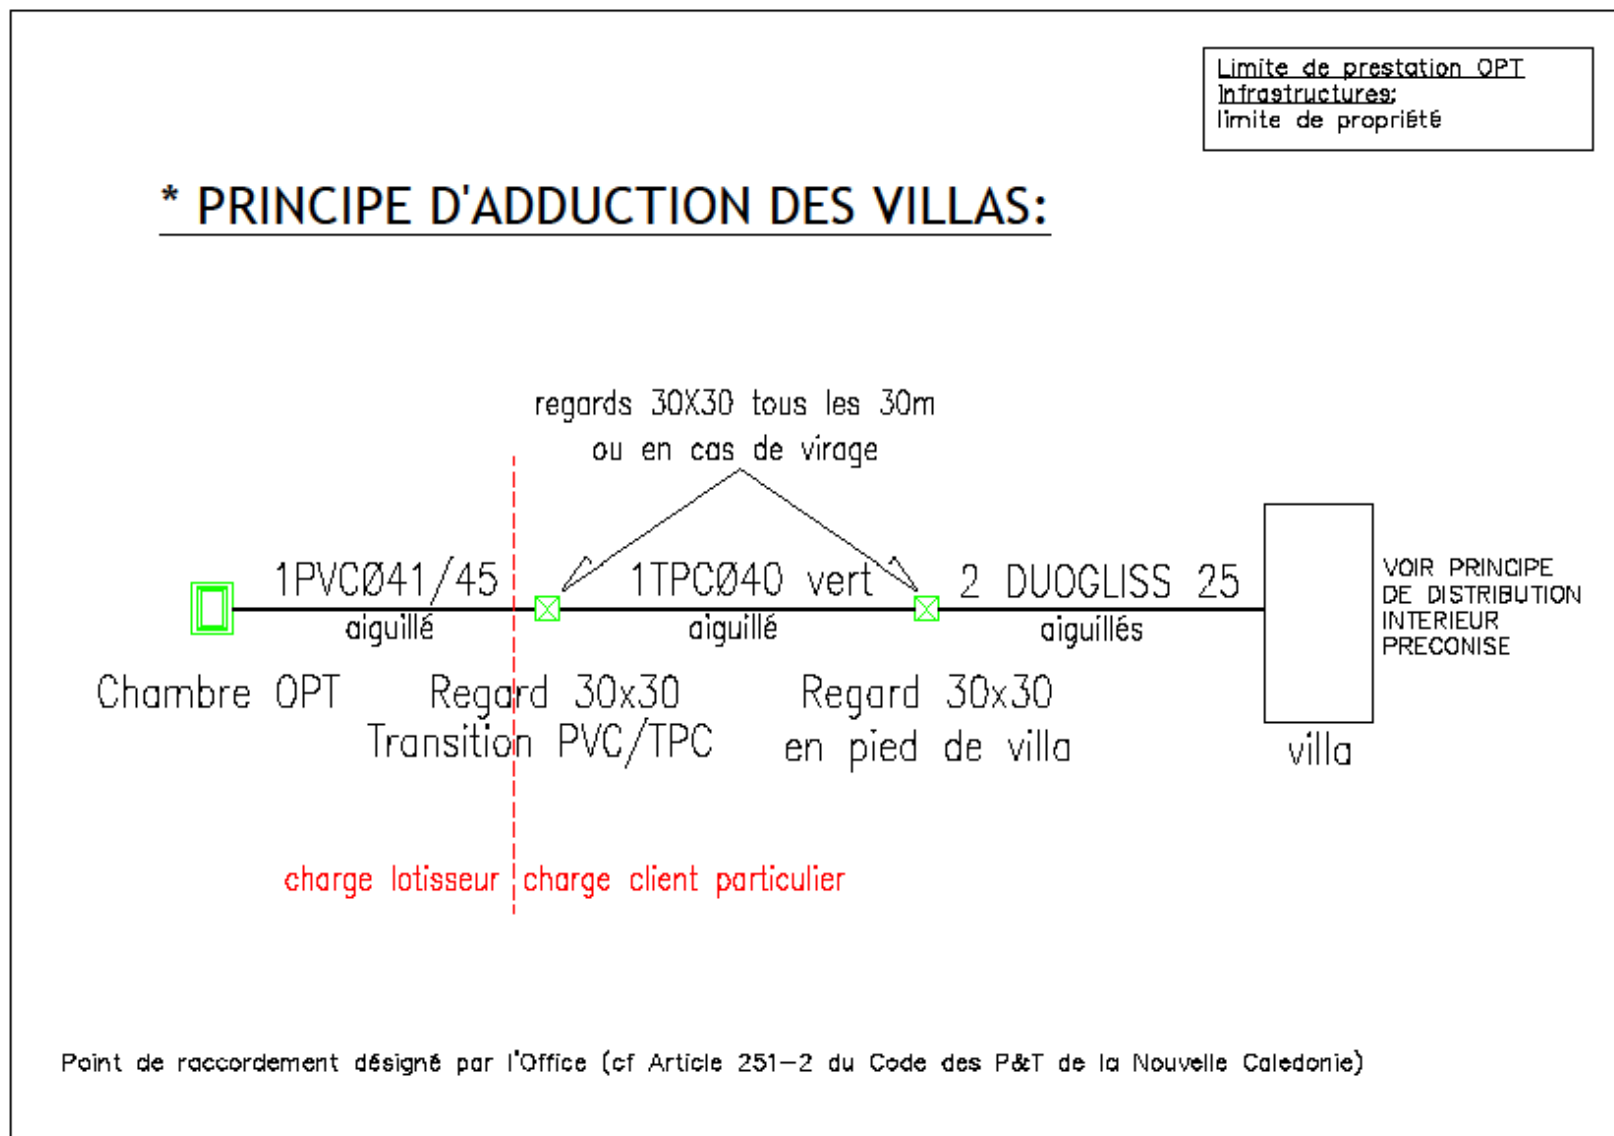 Limite de prestation OPT
Infrastructures:
limite de propriété
* PRINCIPE D'ADDUCTION DES VILLAS:
regards 30X30 tous les 30m
ou en cas de virage
1PVCØ41/45
aiguillé
1TPCØ40 vert
aiguillé
2 DUOGLISS 25
aiguillés
VOIR PRINCIPE
DE DISTRIBUTION
INTERIEUR
PRECONISE
Chambre OPT
Regard 30x30
Transition PVC/TPC
Regard 30x30
en pied de villa
villa
charge lotisseur
charge client particulier
Point de raccordement désigné par l'Office (cf Article 251-2 du Code des P&T de la Nouvelle Caledonie)